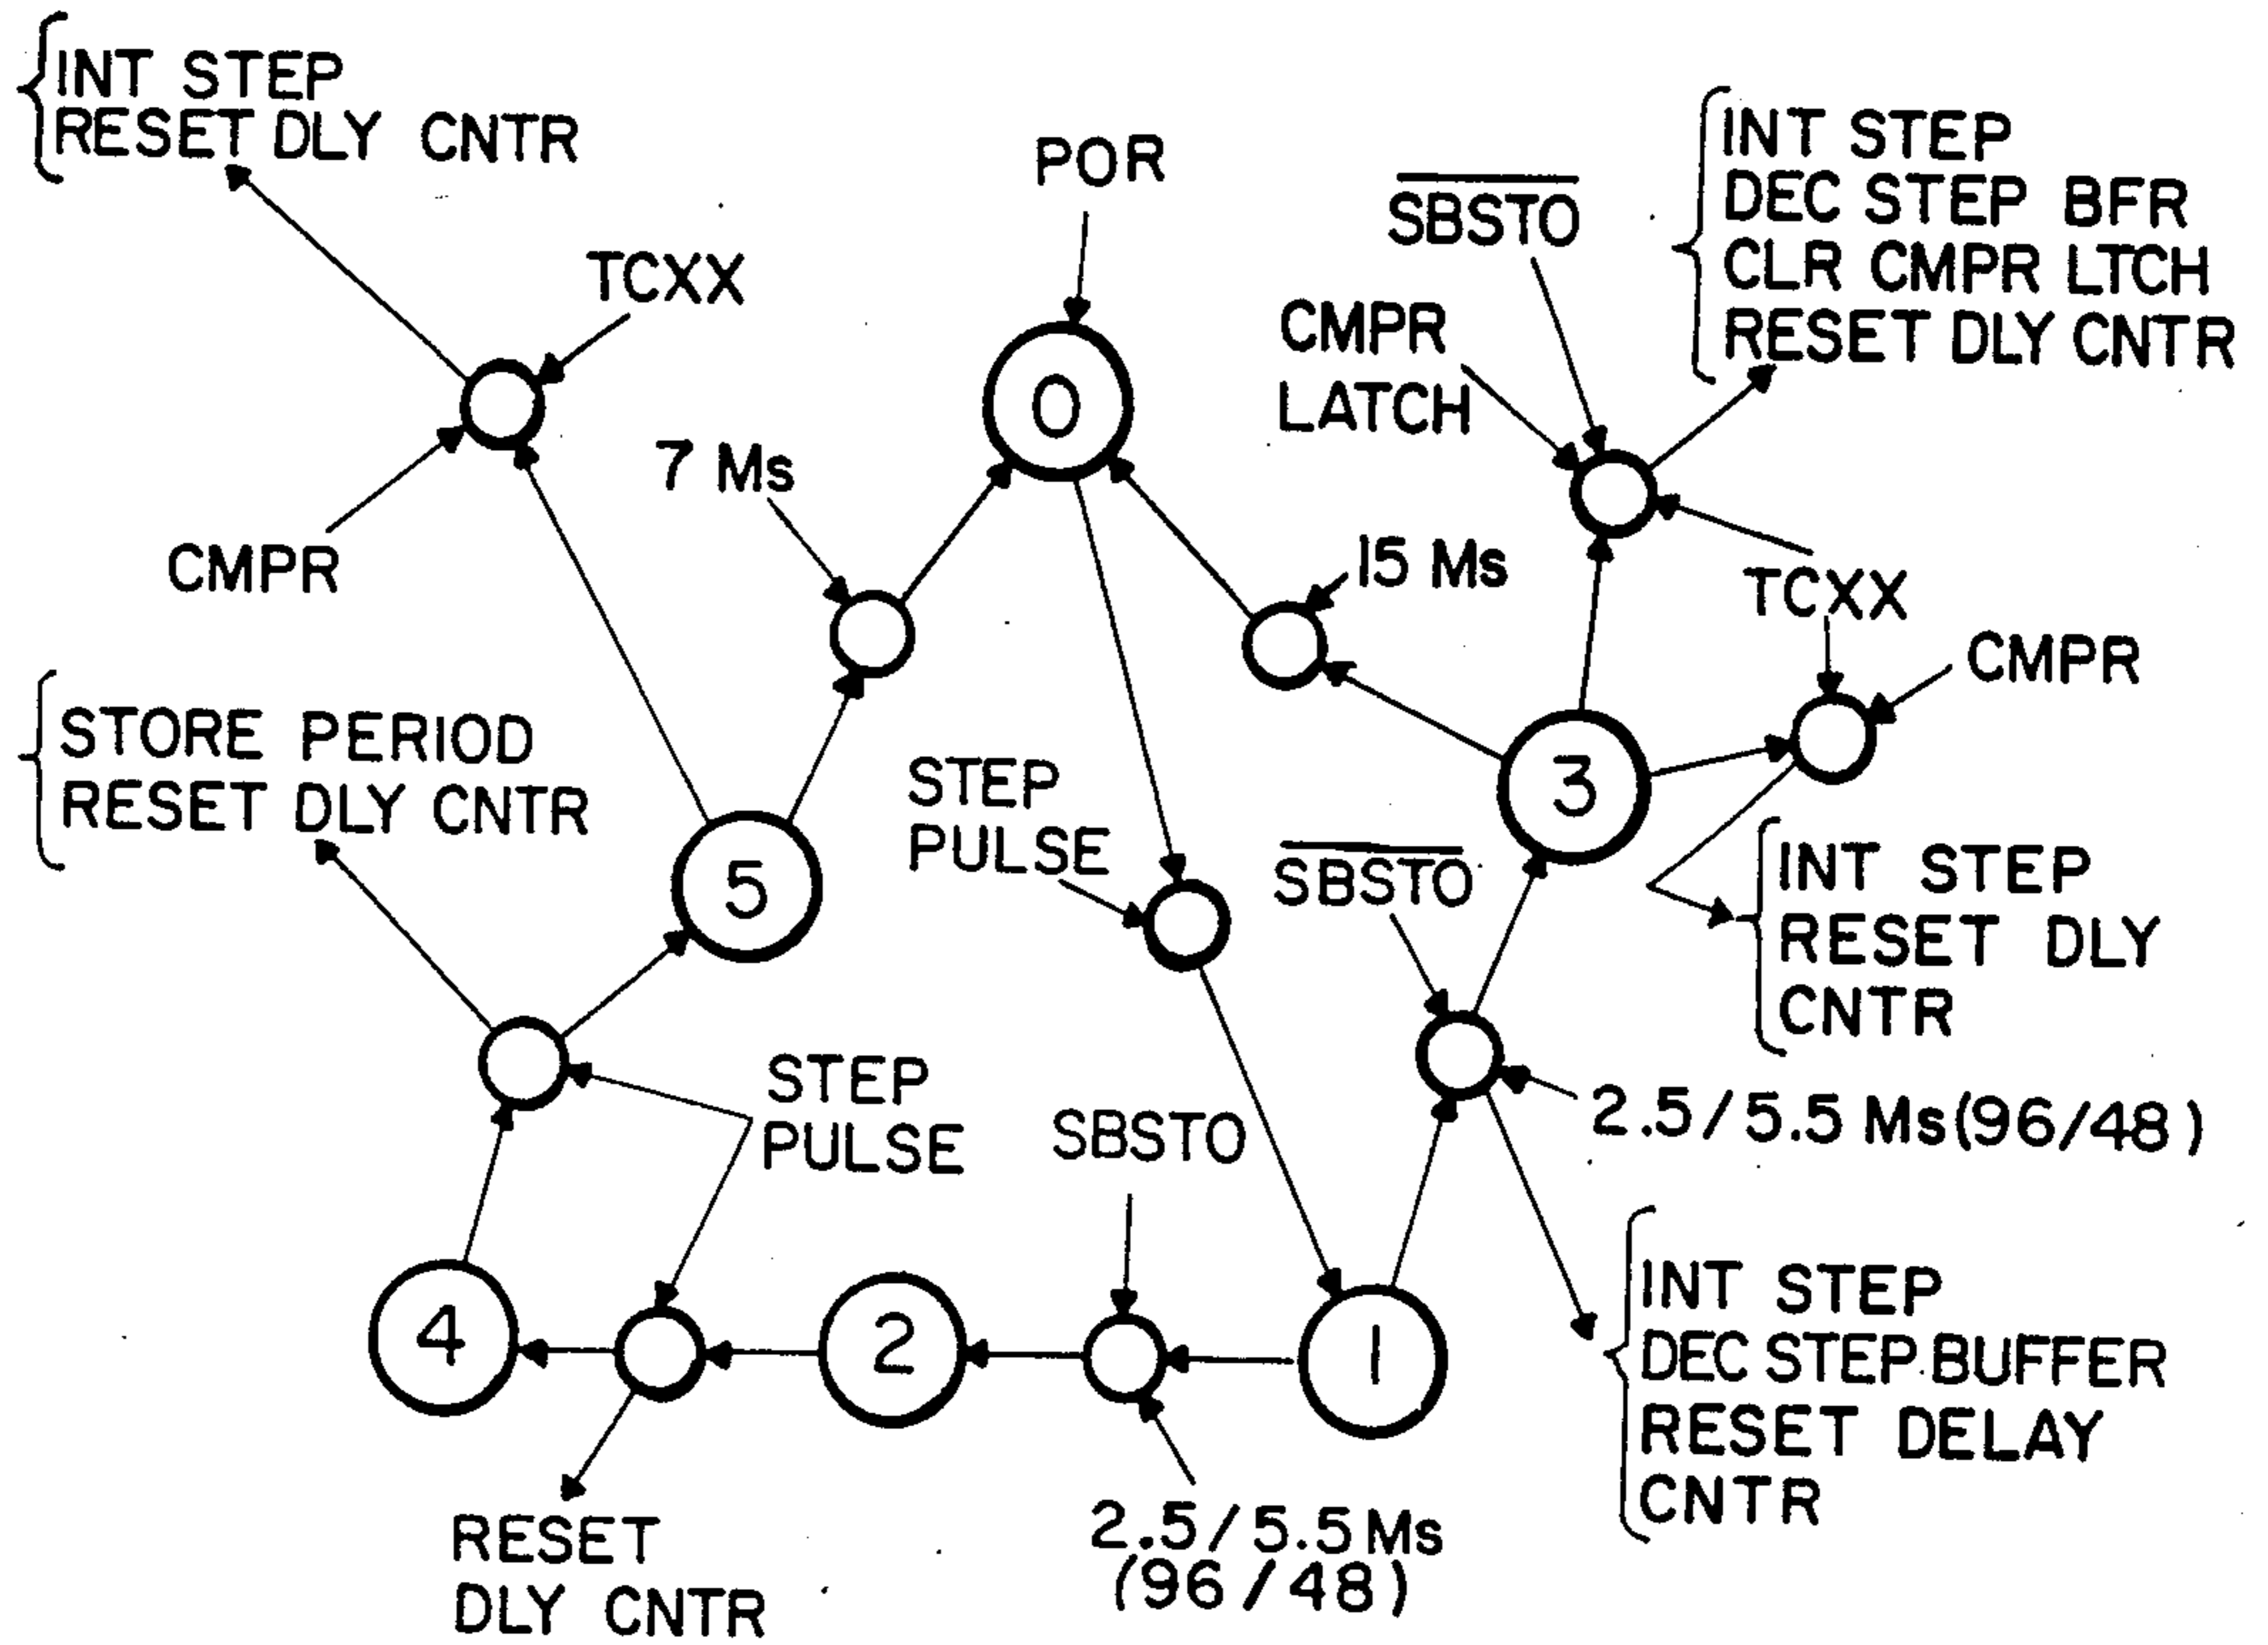 INT STEP
RESET DLY CNTR
POR
S̅B̅S̅T̅O̅
INT STEP
DEC STEP BFR
CLR CMPR LTCH
RESET DLY CNTR
TCXX
CMPR
LATCH
0
7 Ms
CMPR
15 Ms
TCXX
CMPR
STORE PERIOD
RESET DLY CNTR
STEP
PULSE
3
5
S̅B̅S̅T̅O̅
INT STEP
RESET DLY
CNTR
STEP
PULSE
SBSTO
2.5/5.5 Ms(96/48)
4
2
1
INT STEP
DEC STEP BUFFER
RESET DELAY
CNTR
RESET
DLY CNTR
2.5/5.5 Ms
(96/48)